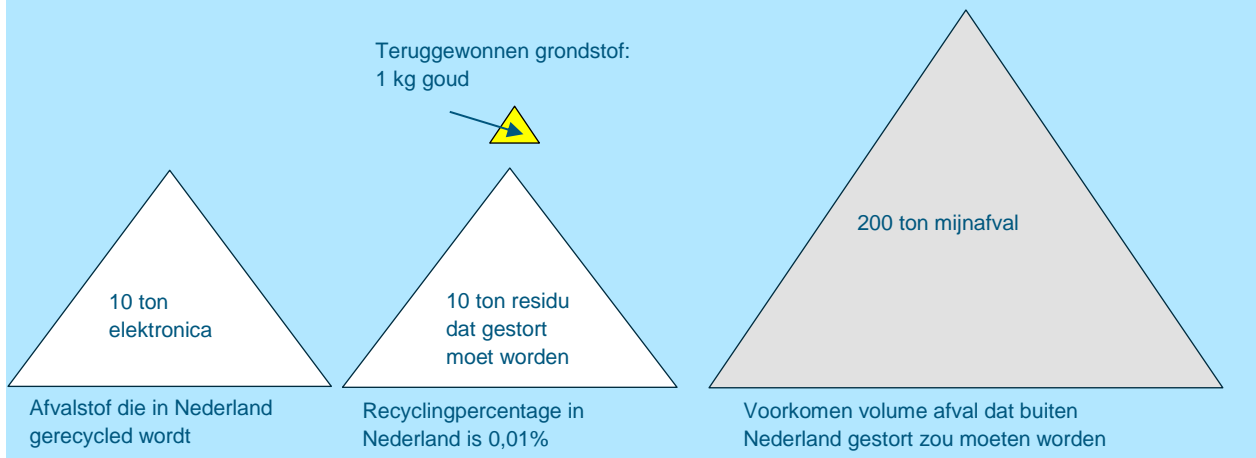 Teruggewonnen grondstof:
1 kg goud
10 ton
elektronica
Afvalstof die in Nederland
gerecycled wordt
10 ton residu
dat gestort
moet worden
Recyclingpercentage in
Nederland is 0,01%
200 ton mijnafval
Voorkomen volume afval dat buiten
Nederland gestort zou moeten worden